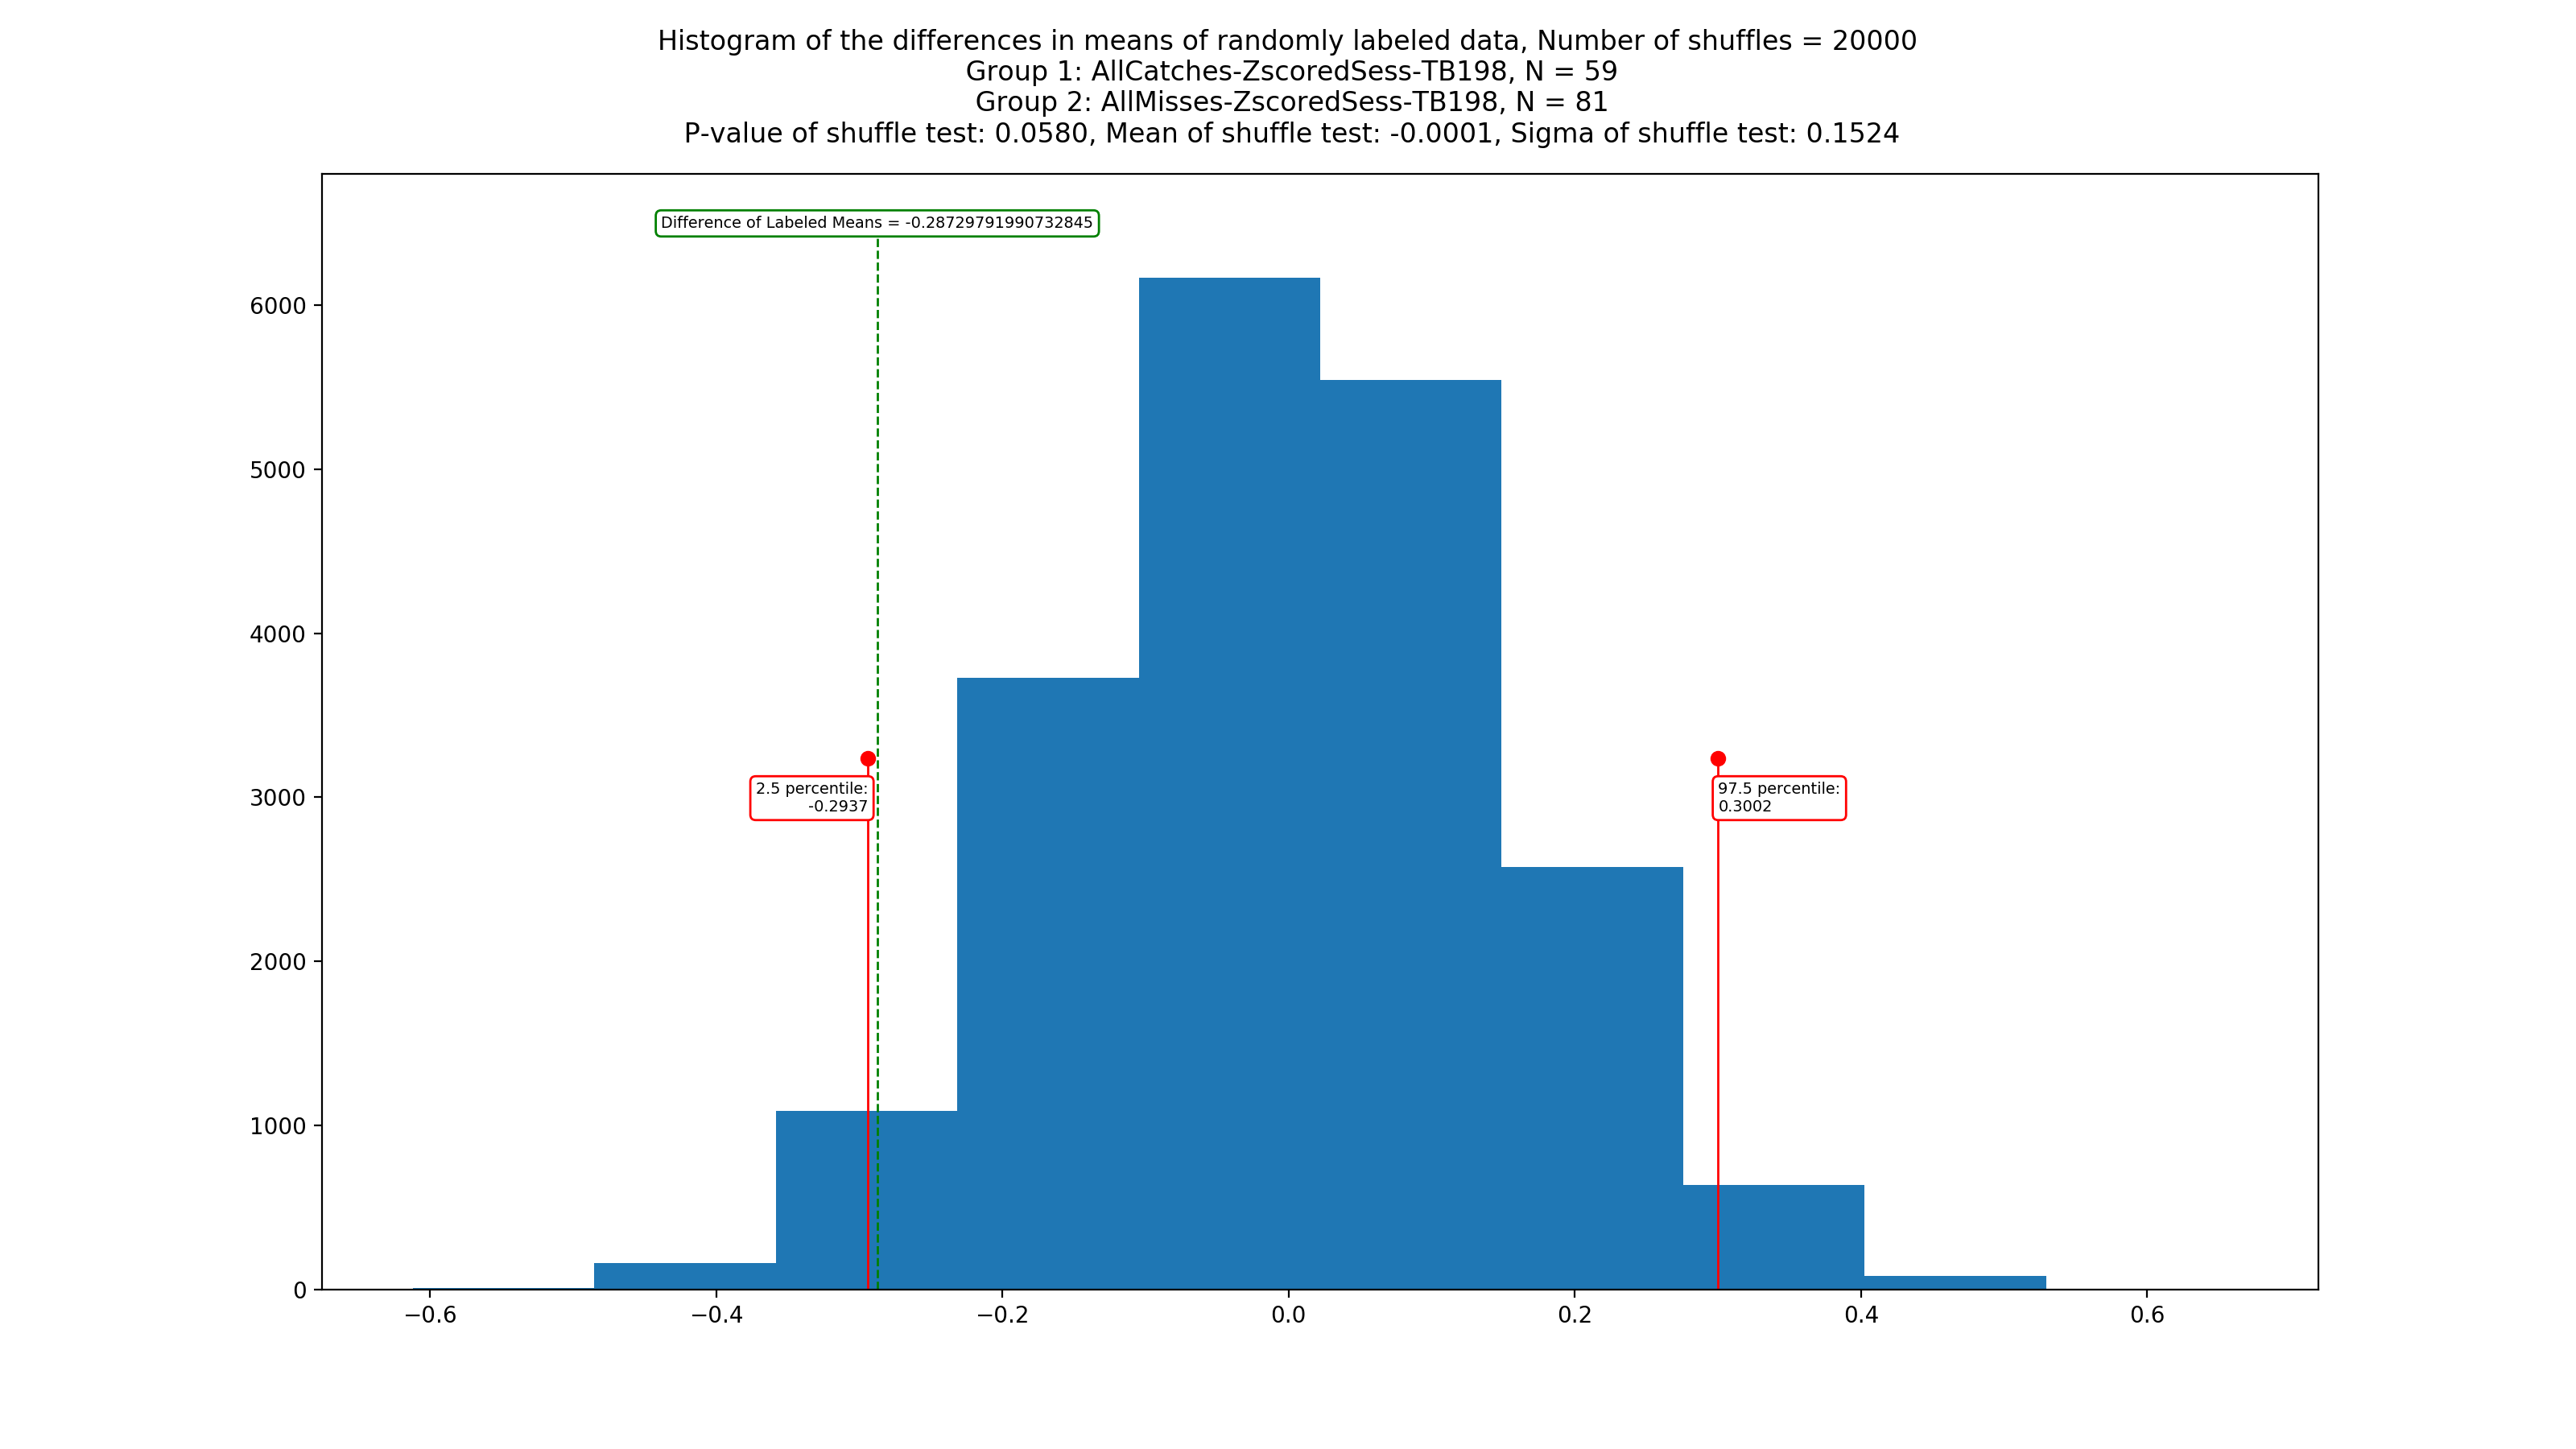 Histogram of the differences in means of randomly labeled data, Number of shuffles = 20000
Group 1: AllCatches-ZscoredSess-TB198, N = 59
Group 2: AllMisses-ZscoredSess-TB198, N = 81
P-value of shuffle test: 0.0580, Mean of shuffle test: -0.0001, Sigma of shuffle test: 0.1524
Difference of Labeled Means = -0.28729791990732845
6000
5000
4000
3000
2000
1000
0
2.5 percentile:
-0.2937
97.5 percentile:
0.3002
−0.6
−0.4
−0.2
0.0
0.2
0.4
0.6